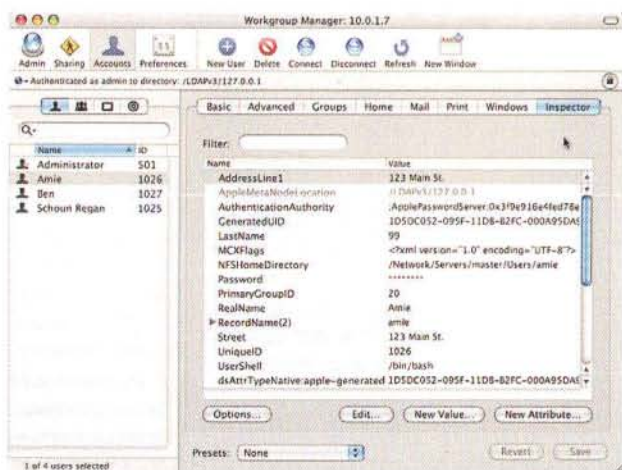 Workgroup Manager: 10.0.1.7
Admin Sharing Accounts Preferences New User Delete Connect Disconnect Refresh New Window
Authenticated as admin to directory: /LDAPv3/127.0.0.1
Basic Advanced Groups Home Mail Print Windows Inspector
Name ID
Administrator 501
Amie 1026
Ben 1027
Schoun Regan 1025
Filter:
Name Value
AddressLine1 123 Main St.
AppleMetaNodeLocation /LDAPv3/127.0.0.1
AuthenticationAuthority ;ApplePasswordServer;0x3f9e916e4fed76e
GeneratedUID 1D5DC052-095F-11D8-82FC-000A95DA
LastName 99
MCXFlags <?xml version="1.0" encoding="UTF-8"?>
NFSHomeDirectory /Network/Servers/master/Users/amie
Password ********
PrimaryGroupID 20
RealName Amie
RecordName(2) amie
Street 123 Main St.
UniqueID 1026
UserShell /bin/bash
dsAttrTypeNative:apple-generated 1D5DC052-095F-11D8-82FC-000A95DA
Options... Edit... New Value... New Attribute...
Presets: None Revert Save
1 of 4 users selected